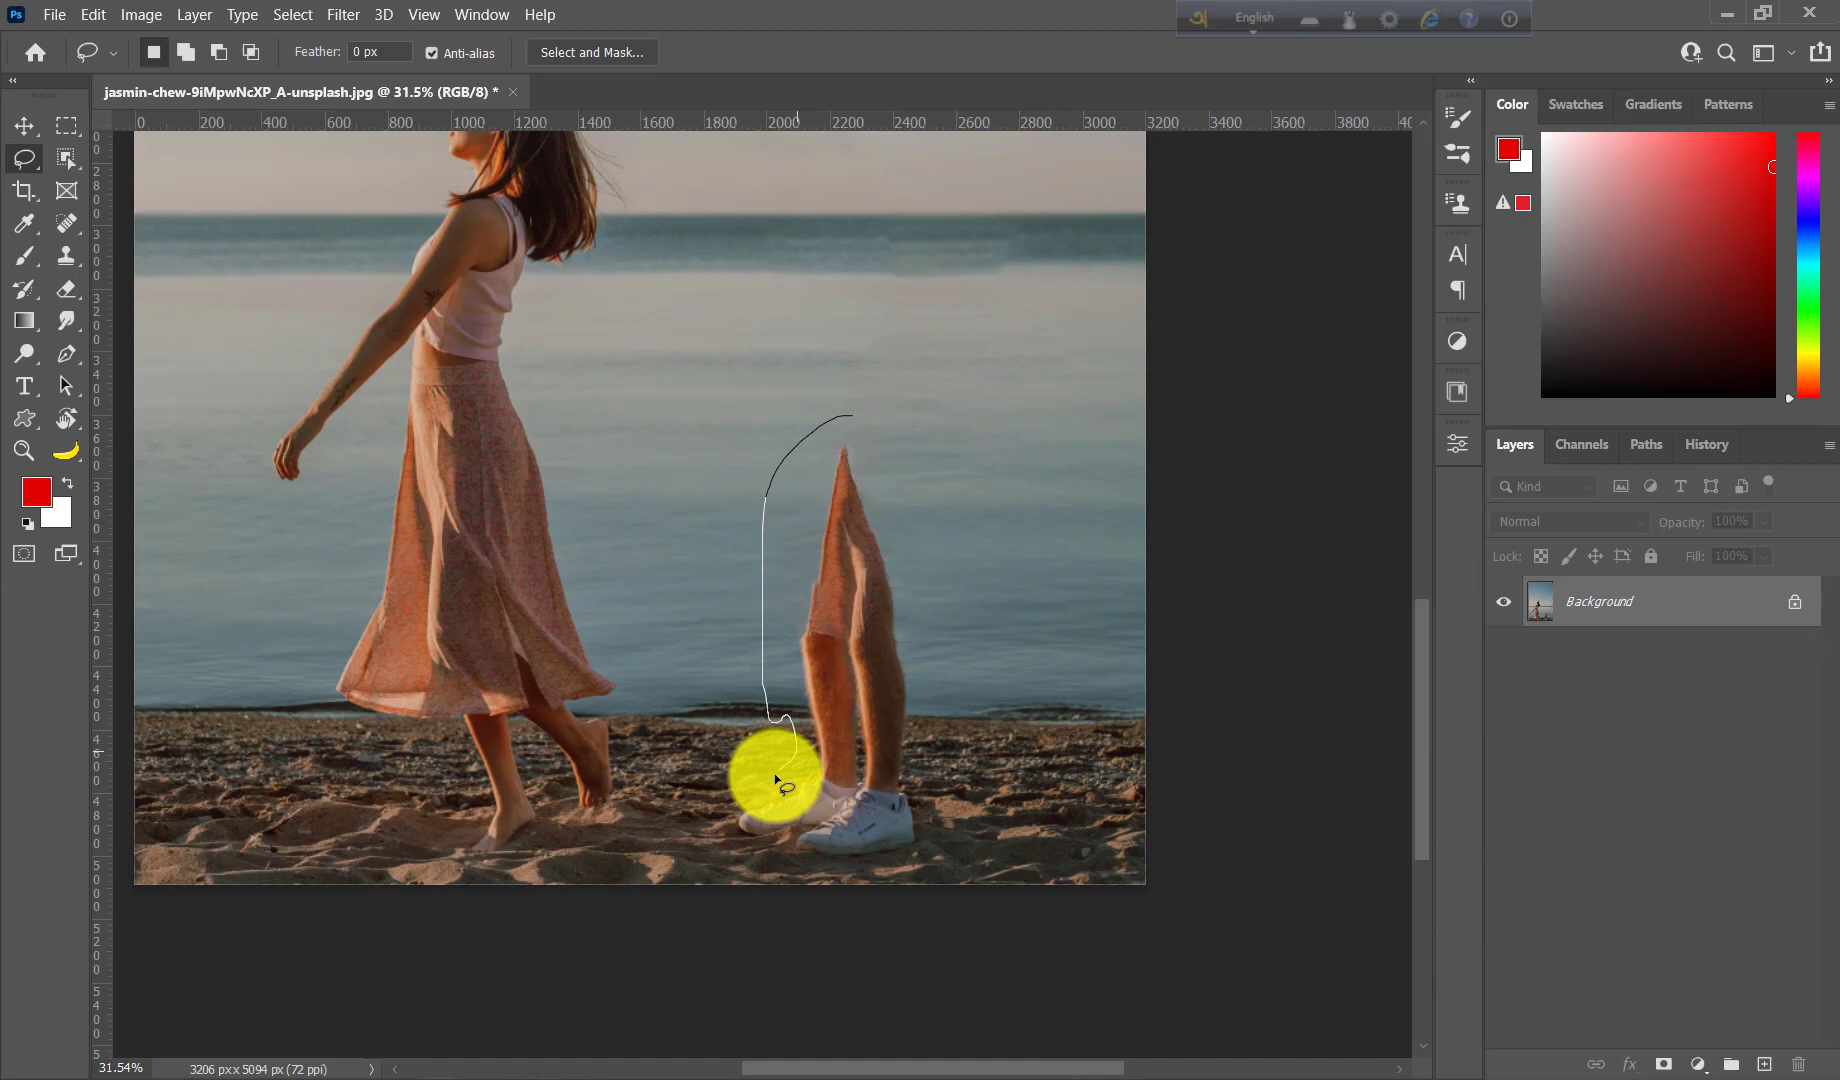 Ps File Edit Image Layer Type Select Filter 3D View Window Help
English
Feather: 0 px Anti-alias Select and Mask...
jasmin-chew-9iMpwNcXP_A-unsplash.jpg @ 31.5% (RGB/8) *
0 200 400 600 800 1000 1200 1400 1600 1800 2000 2200 2400 2600 2800 3000 3200 3400 3600 3800 40
Color Swatches Gradients Patterns
Layers Channels Paths History
Kind
Normal Opacity: 100%
Lock: Fill: 100%
Background
31.54% 3206 px x 5094 px (72 ppi)